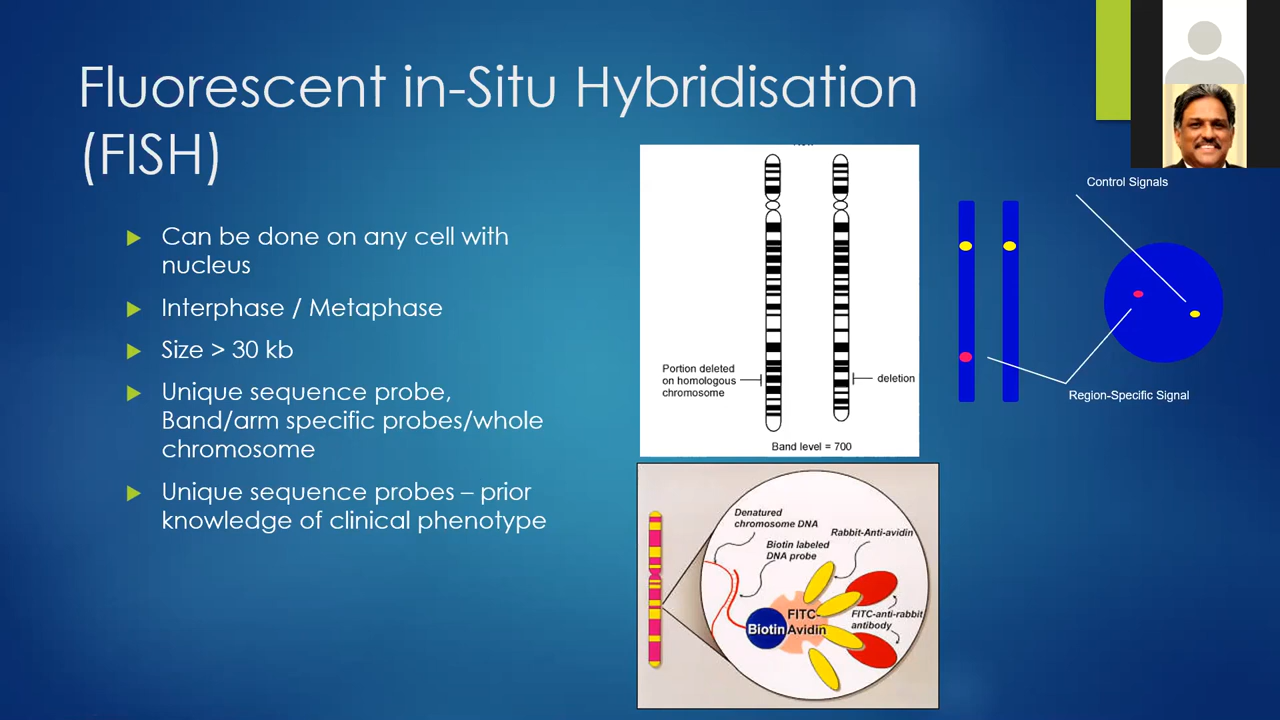 Fluorescent in-Situ Hybridisation
(FISH)
Can be done on any cell with
nucleus
Interphase / Metaphase
Size > 30 kb
Unique sequence probe,
Band/arm specific probes/whole
chromosome
Unique sequence probes – prior
knowledge of clinical phenotype
Portion deleted
on homologous
chromosome
deletion
Band level = 700
Control Signals
Region-Specific Signal
Denatured
chromosome DNA
Biotin labeled
DNA probe
Rabbit-Anti-avidin
FITC-
Avidin
Biotin
FITC-anti-rabbit
antibody